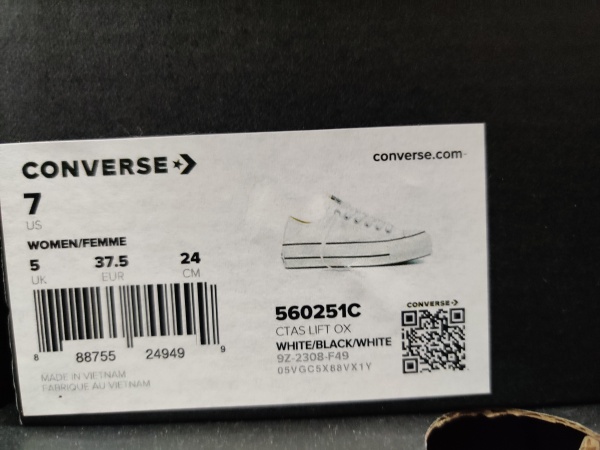 CONVERSE
converse.com
7
US
WOMEN/FEMME
5 37.5 24
UK EUR CM
8 88755 24949 9
MADE IN VIETNAM
FABRIQUE AU VIETNAM
560251C
CTAS LIFT OX
WHITE/BLACK/WHITE
9Z-2308-F49
05VGC5X68VX1Y
CONVERSE